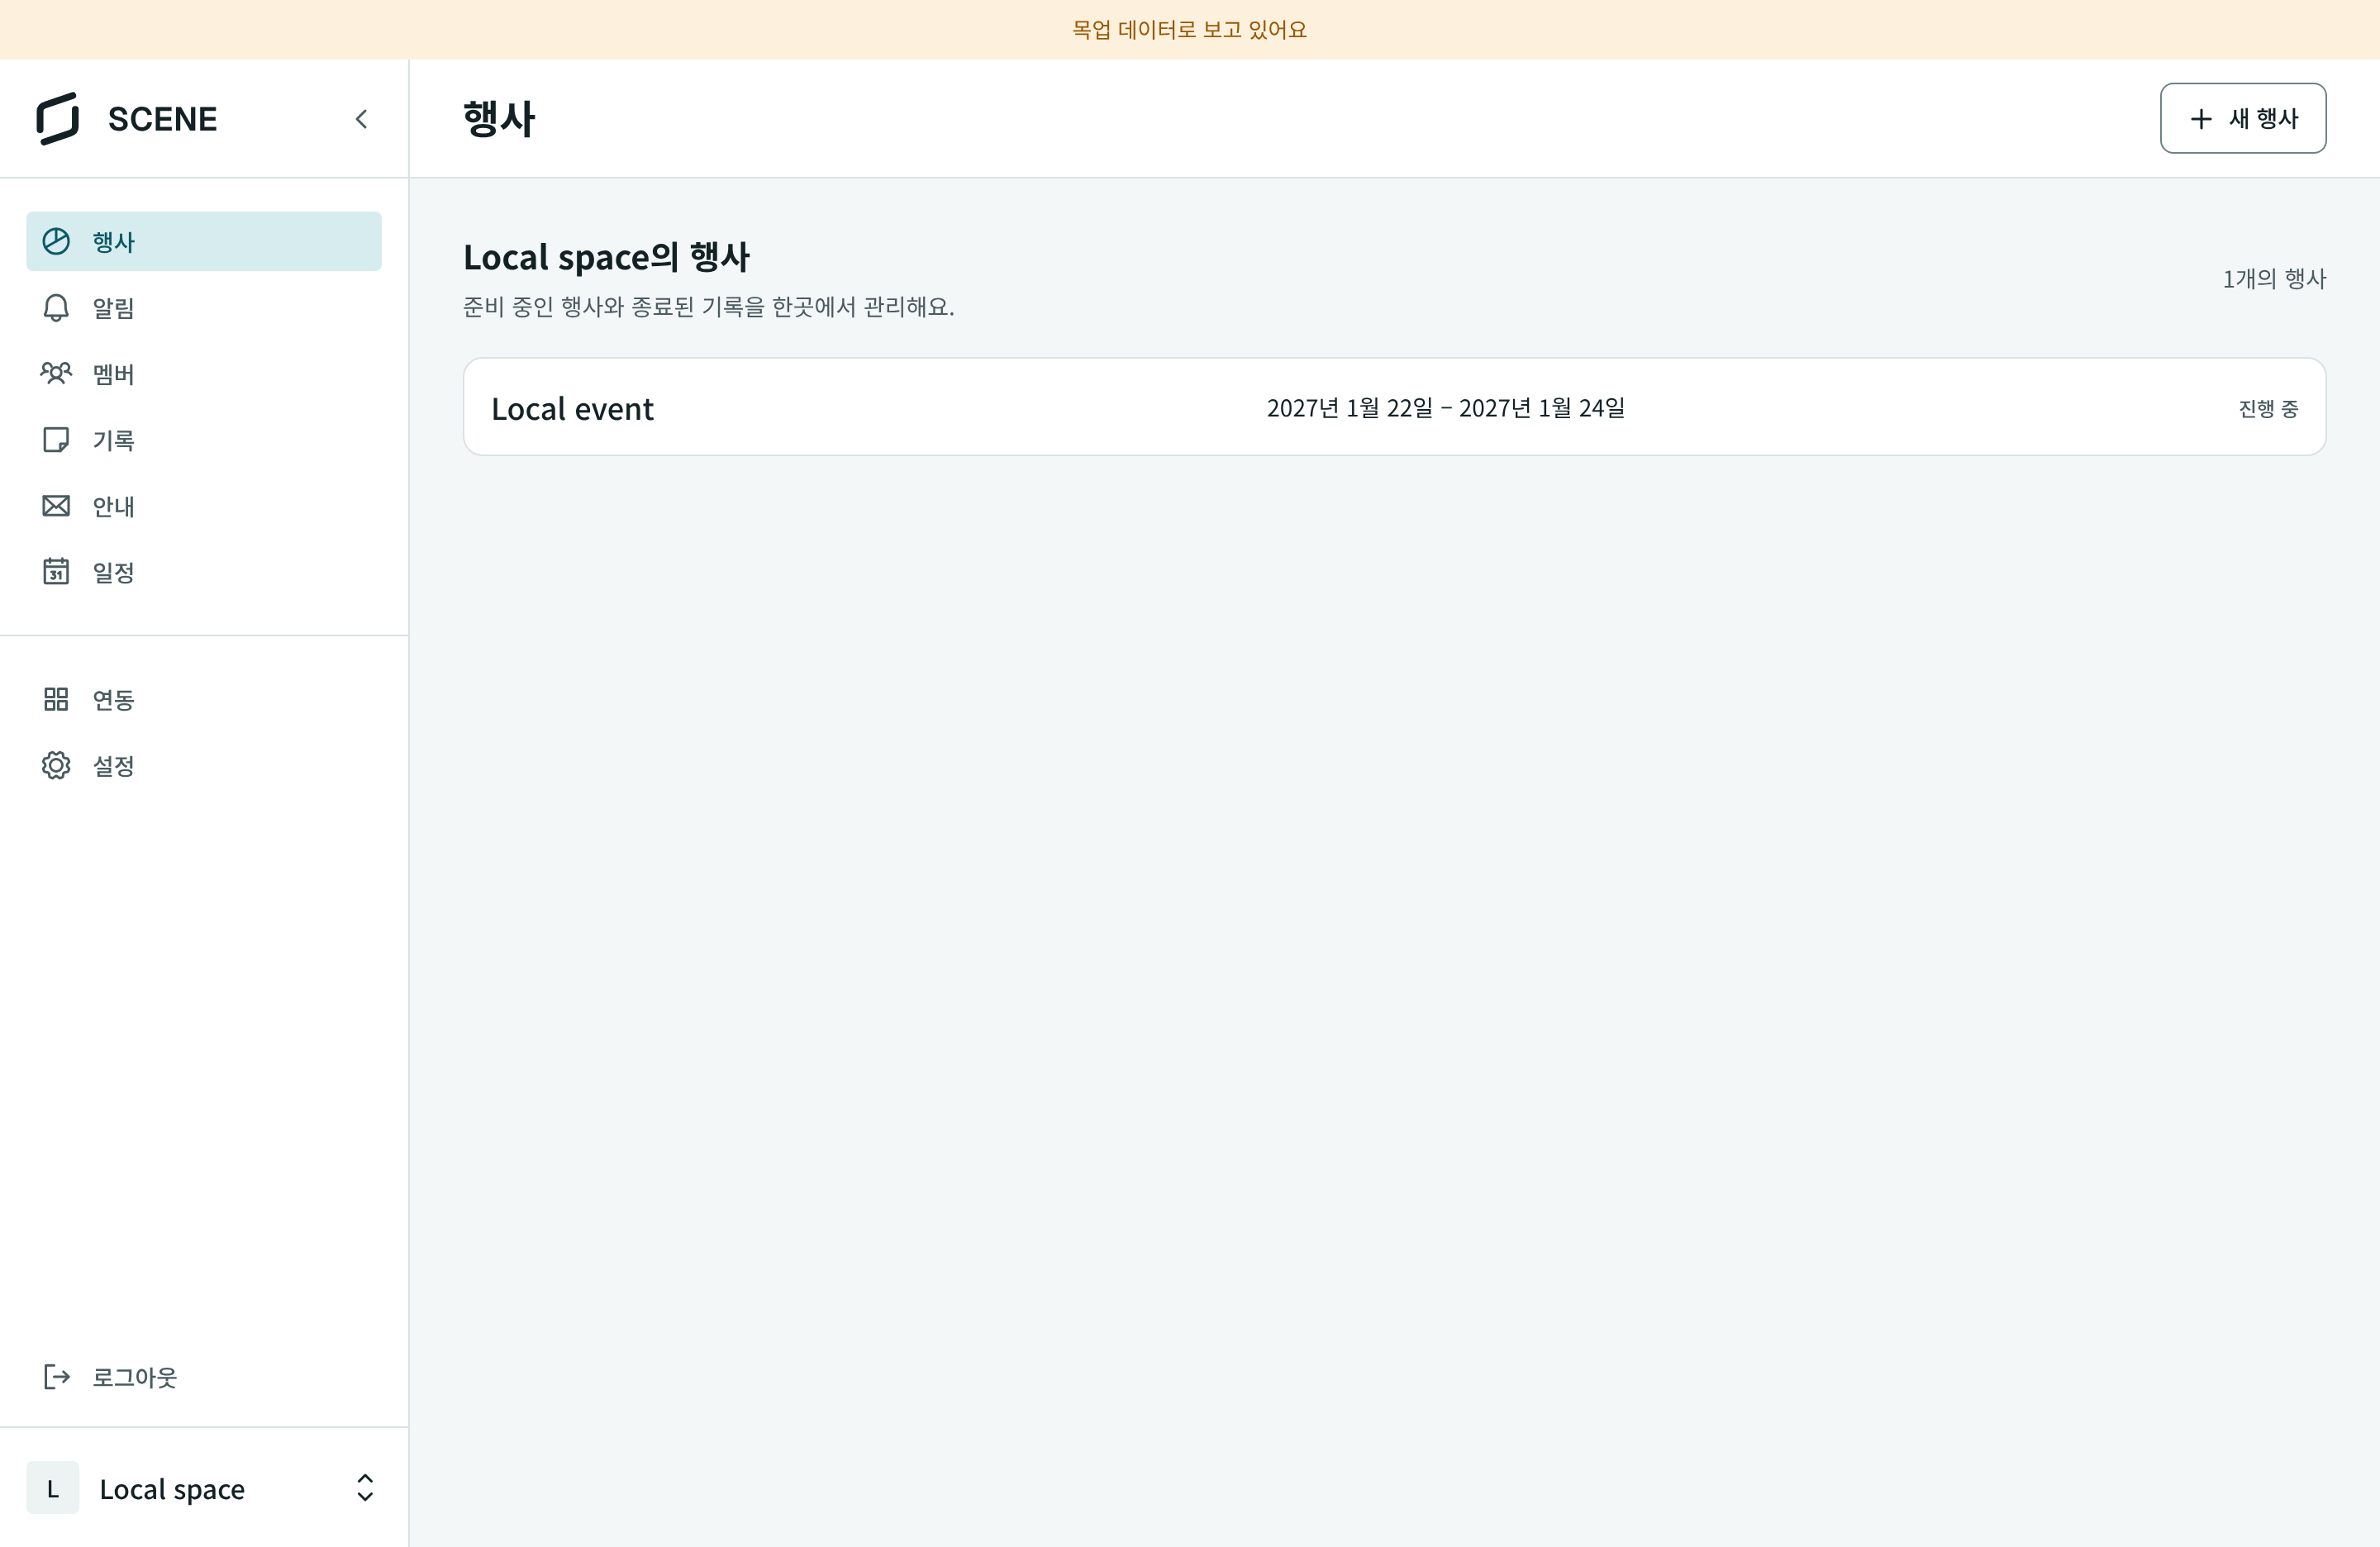 목업 데이터로 보고 있어요
SCENE
행사
새 행사
행사
알림
멤버
기록
안내
31
일정
연동
설정
로그아웃
L
Local space
Local space의 행사
준비 중인 행사와 종료된 기록을 한곳에서 관리해요.
1개의 행사
Local event
2027년 1월 22일 – 2027년 1월 24일
진행 중